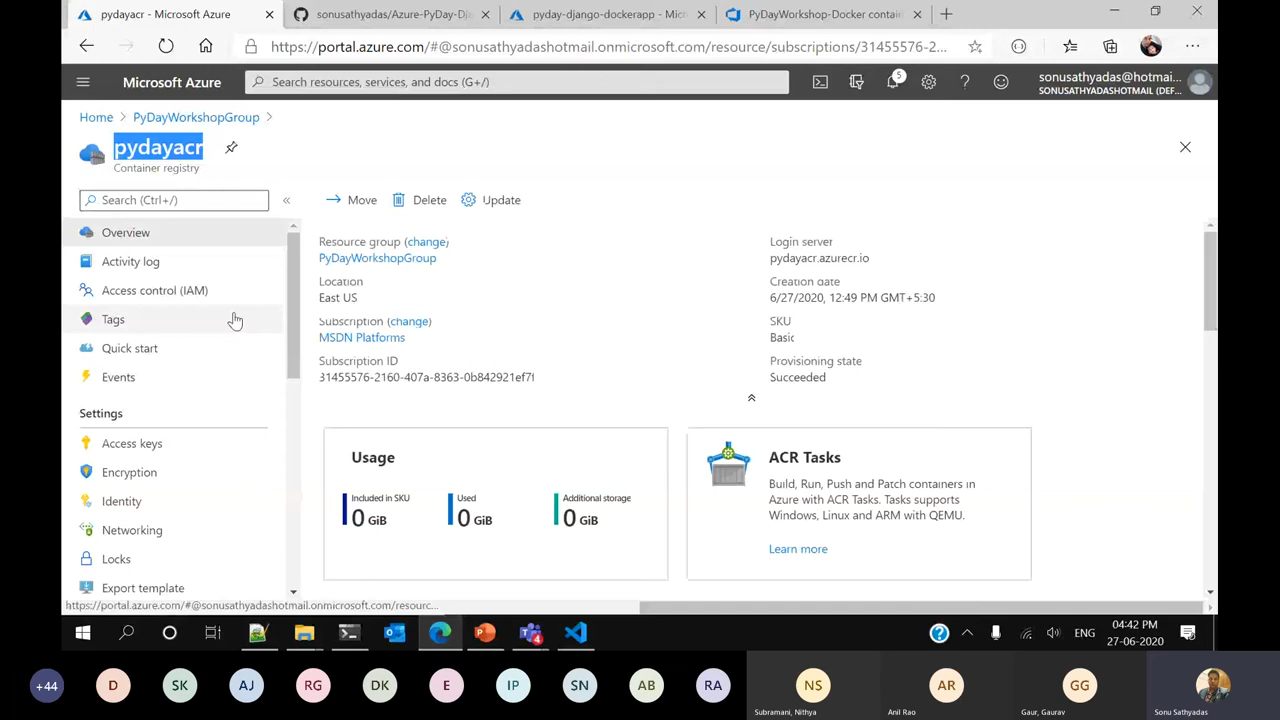 pydayacr - Microsoft Azure
sonusathyadas/Azure-PyDay-Dj
pyday-django-dockerapp - Micr
PyDayWorkshop-Docker contain
https://portal.azure.com/#@sonusathyadashotmail.onmicrosoft.com/resource/subscriptions/31455576-2...
Microsoft Azure
Search resources, services, and docs (G+/)
5
sonusathyadas@hotmai...
SONUSATHYADASHOTMAIL (DEF...
Home > PyDayWorkshopGroup >
pydayacr
Container registry
Search (Ctrl+/)
«
Move
Delete
Update
Overview
Activity log
Access control (IAM)
Tags
Quick start
Events
Settings
Access keys
Encryption
Identity
Networking
Locks
Export template
Resource group (change)
PyDayWorkshopGroup
Location
East US
Subscription (change)
MSDN Platforms
Subscription ID
31455576-2160-407a-8363-0b842921ef7f
Login server
pydayacr.azurecr.io
Creation date
6/27/2020, 12:49 PM GMT+5:30
SKU
Basic
Provisioning state
Succeeded
Usage
Included in SKU
0 GiB
Used
0 GiB
Additional storage
0 GiB
ACR Tasks
Build, Run, Push and Patch containers in
Azure with ACR Tasks. Tasks supports
Windows, Linux and ARM with QEMU.
Learn more
https://portal.azure.com/#@sonusathyadashotmail.onmicrosoft.com/resourc...
4
ENG
04:42 PM
27-06-2020
+44
D
SK
AJ
RG
DK
E
IP
SN
AB
RA
NS
Subramani, Nithya
AR
Anil Rao
GG
Gaur, Gaurav
Sonu Sathyadas